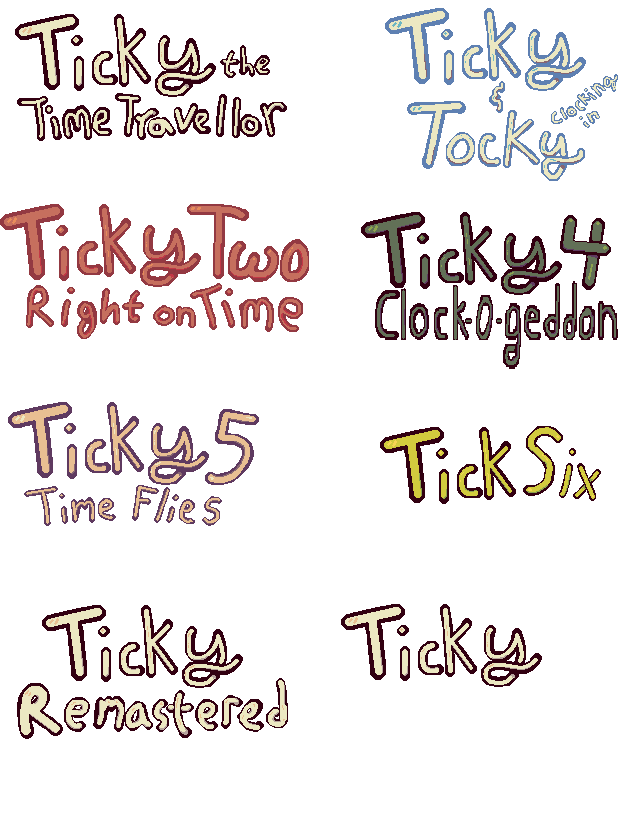 Ticky the
Time Travellor
Ticky
&
Tocky
clocking
in
Ticky Two
Right on Time
Ticky 4
Clock-O-geddon
Ticky 5
Time Flies
Tick Six
Ticky
Remastered
Ticky